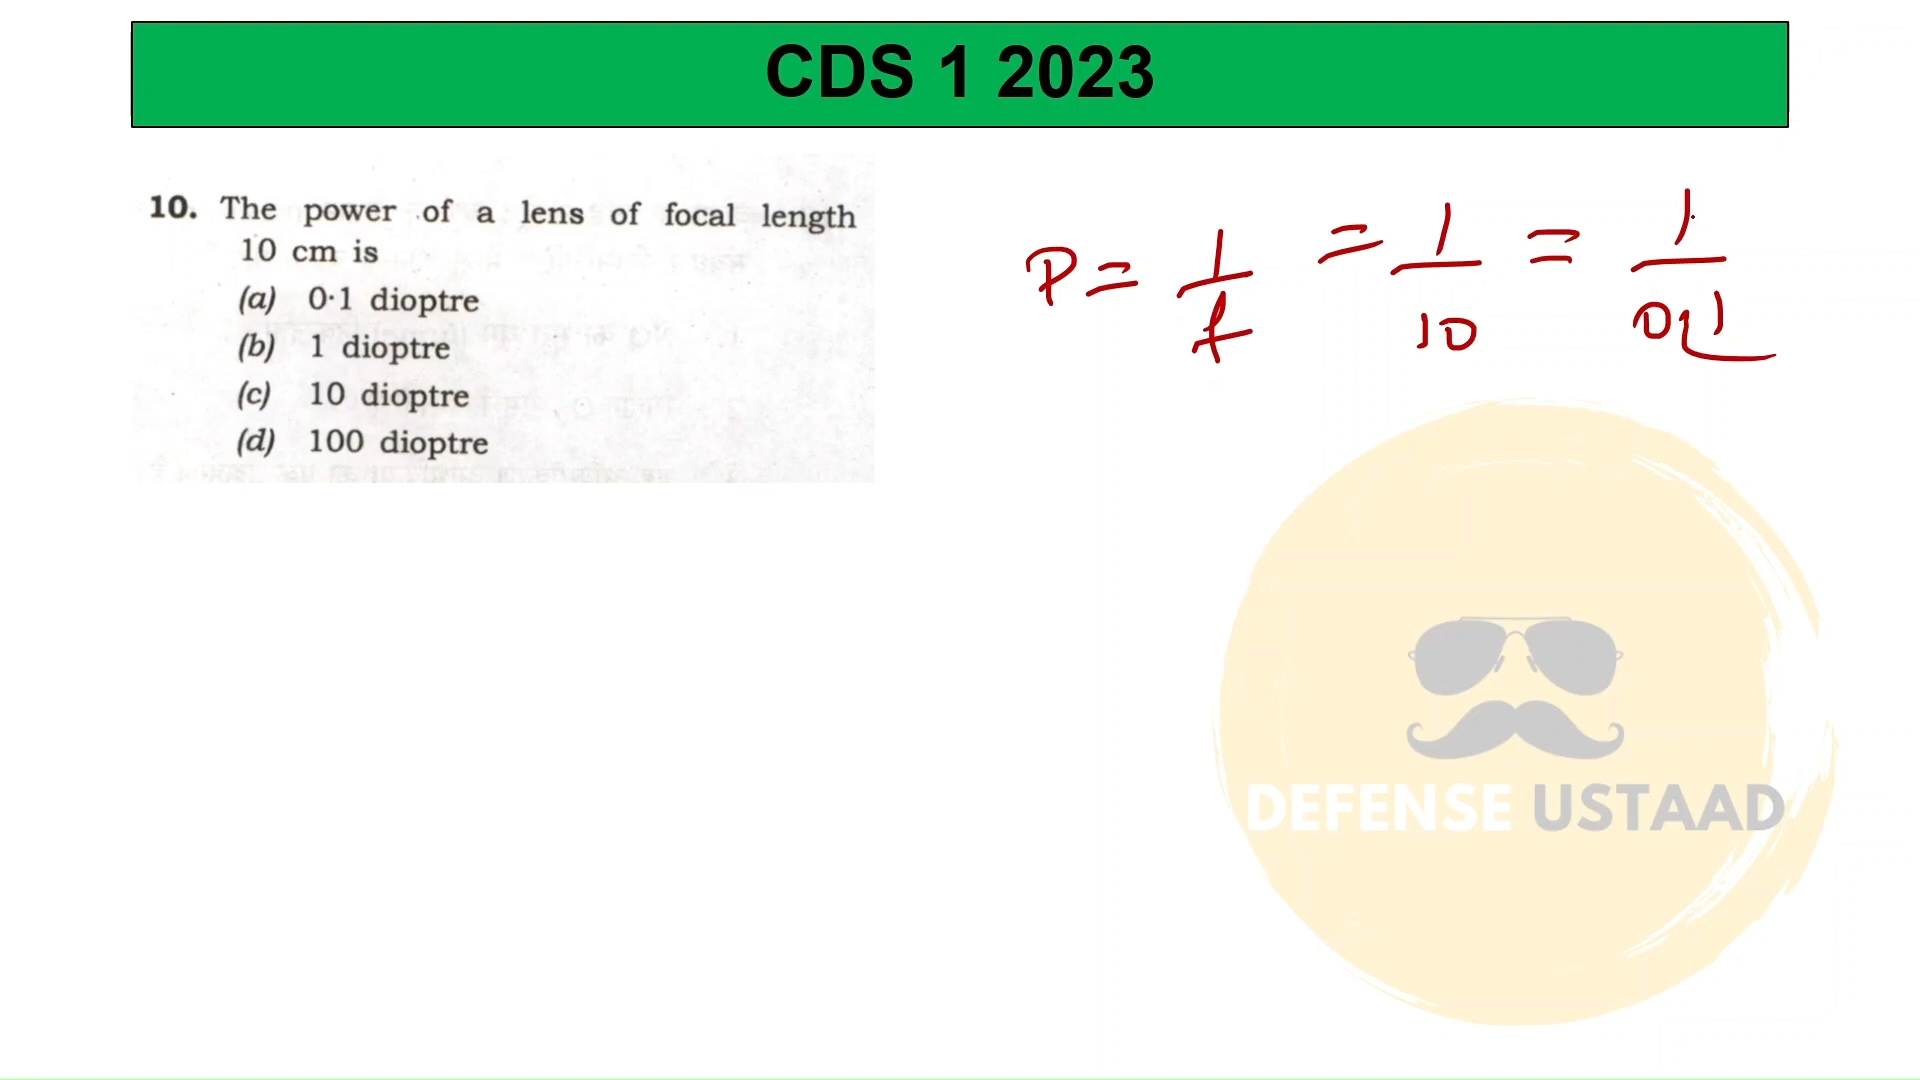 CDS 1 2023
10. The power of a lens of focal length
10 cm is
(a) 0·1 dioptre
(b) 1 dioptre
(c) 10 dioptre
(d) 100 dioptre
P = 1/f = 1/10 = 1/0.1
DEFENSE USTAAD